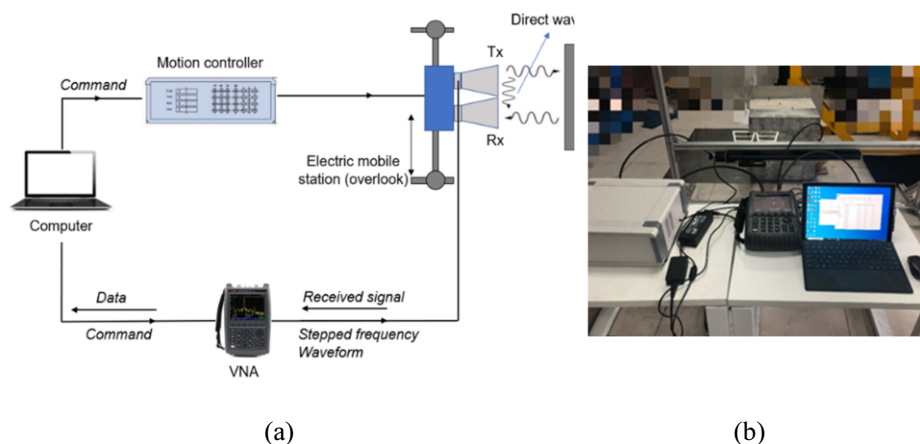 Direct wav
Tx
Motion controller
Command
Rx
Electric mobile
station (overlook)
Computer
Data
Received signal
Command
Stepped frequency
Waveform
VNA
(a)
(b)